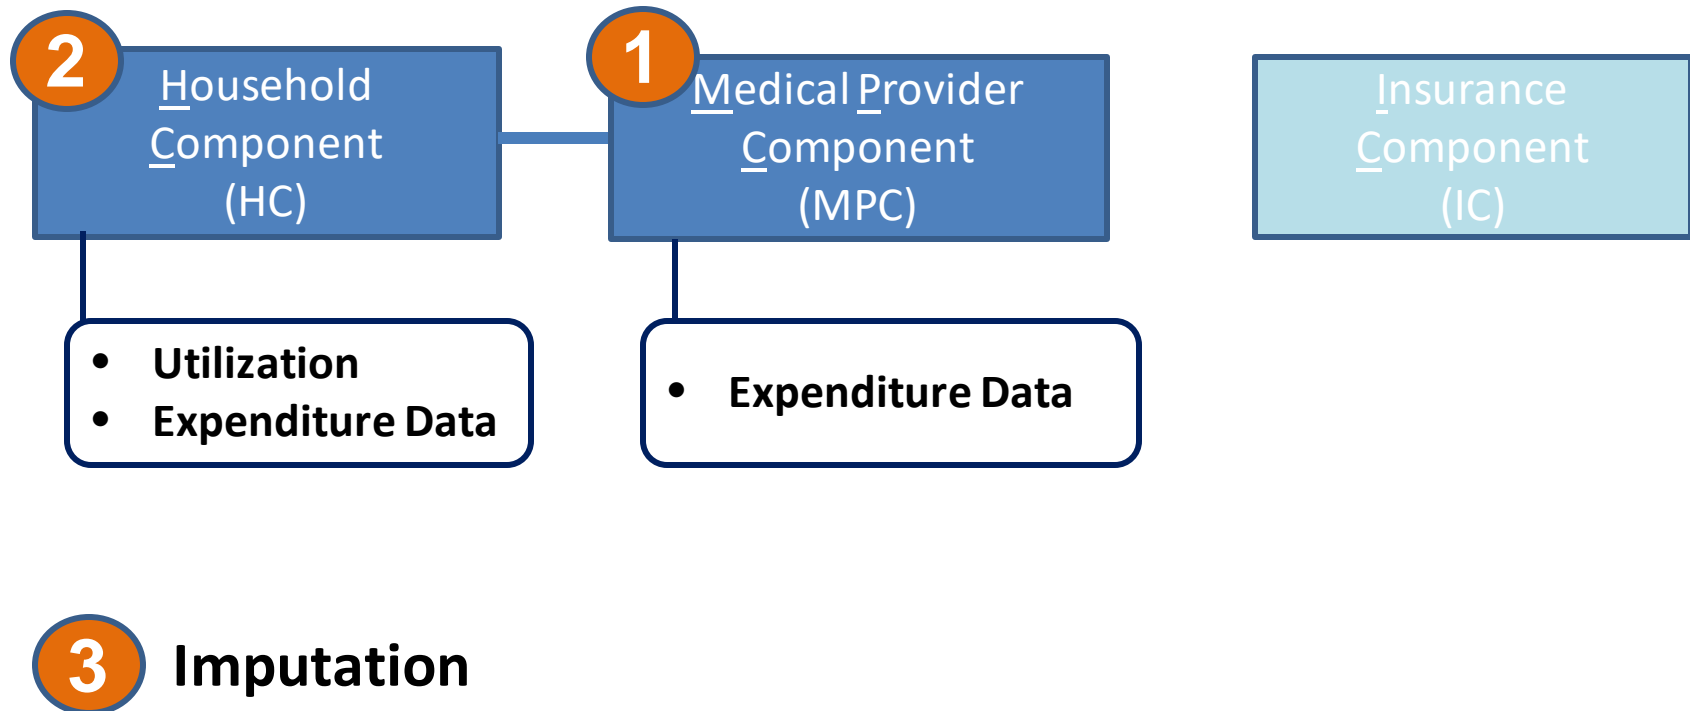 2
Household
Component
(HC)
1
Medical Provider
Component
(MPC)
Insurance
Component
(IC)
• Utilization
• Expenditure Data
• Expenditure Data
3
Imputation